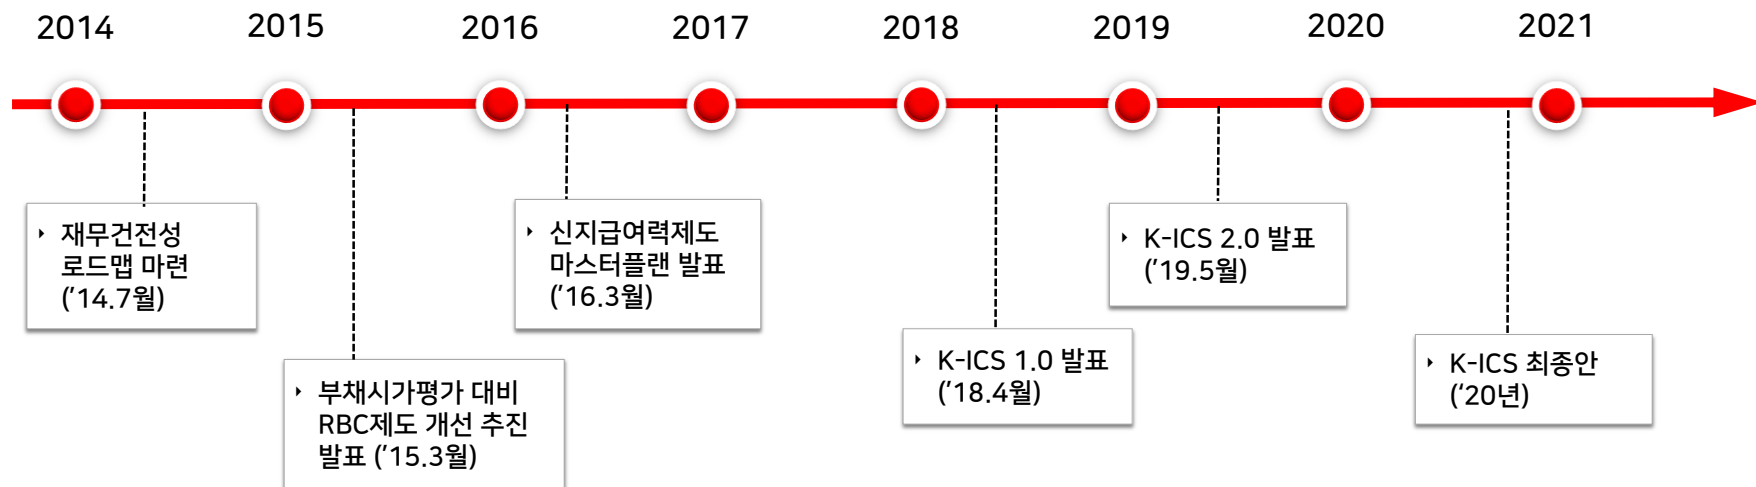 2014
2015
2016
2017
2018
2019
2020
2021
‣ 재무건전성
로드맵 마련
(’14.7월)
‣ 부채시가평가 대비
RBC제도 개선 추진
발표 (’15.3월)
‣ 신지급여력제도
마스터플랜 발표
(’16.3월)
‣ K-ICS 1.0 발표
(’18.4월)
‣ K-ICS 2.0 발표
(’19.5월)
‣ K-ICS 최종안
(‘20년)